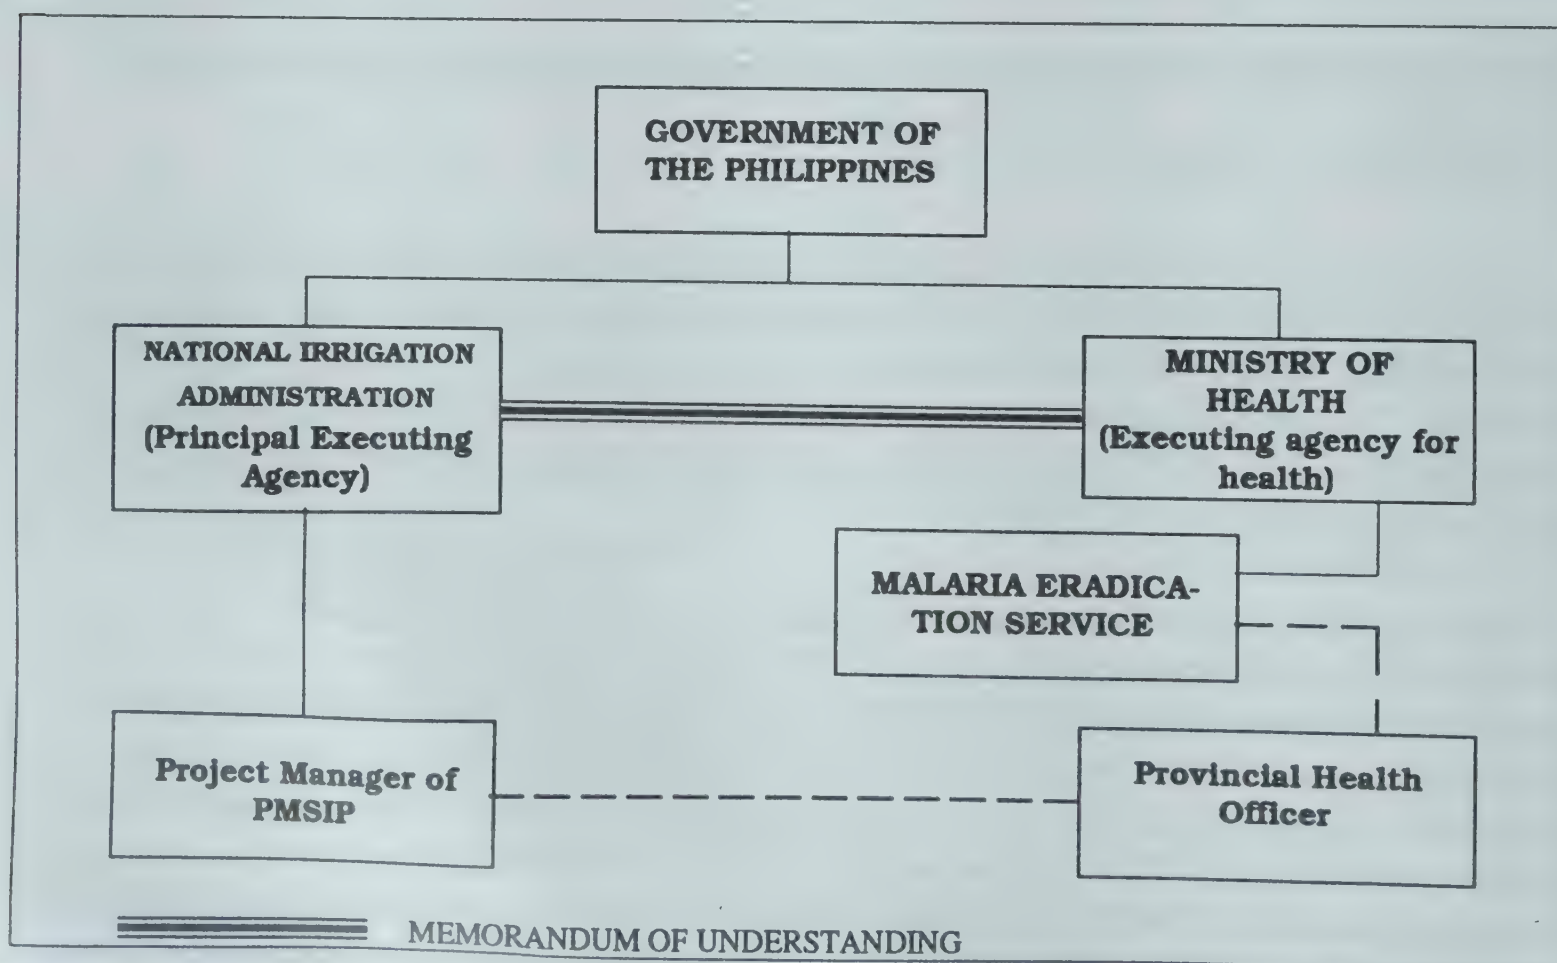 GOVERNMENT OF
THE PHILIPPINES
NATIONAL IRRIGATION
ADMINISTRATION
(Principal Executing
Agency)
MINISTRY OF
HEALTH
(Executing agency for
health)
MALARIA ERADICA-
TION SERVICE
Project Manager of
PMSIP
Provincial Health
Officer
MEMORANDUM OF UNDERSTANDING